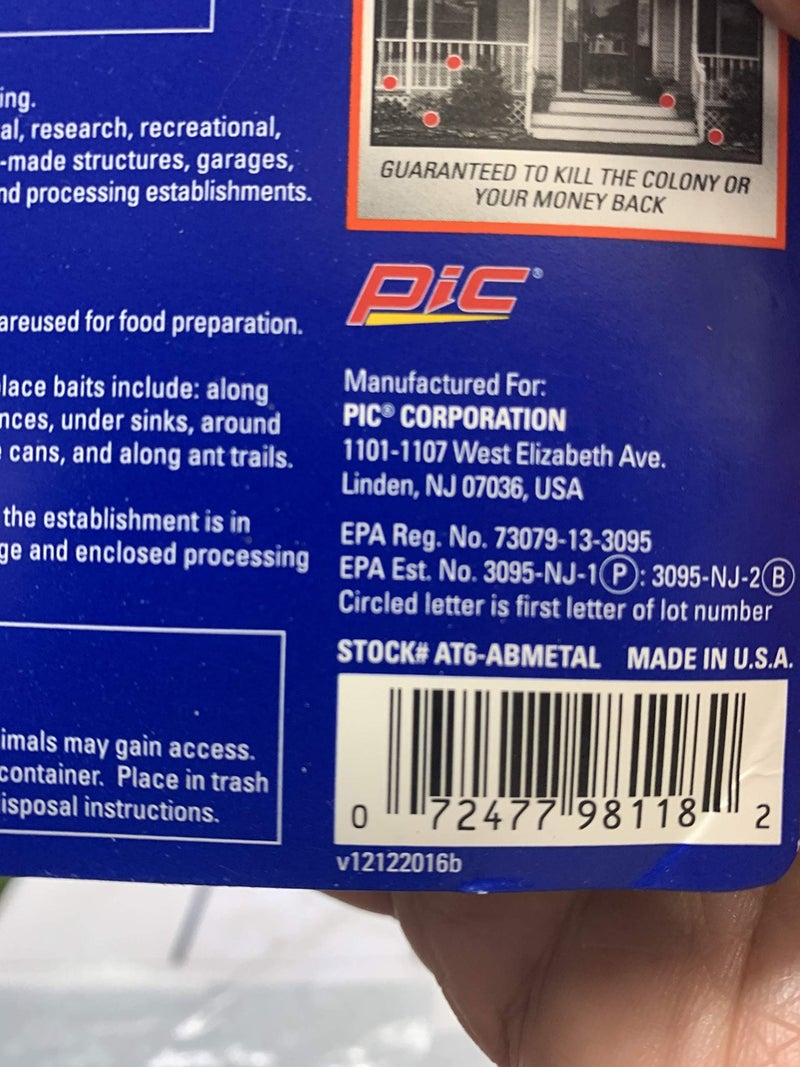 ing.
al, research, recreational,
-made structures, garages,
nd processing establishments.
areused for food preparation.
lace baits include: along
nces, under sinks, around
cans, and along ant trails.
the establishment is in
ge and enclosed processing
imals may gain access.
container. Place in trash
isposal instructions.
GUARANTEED TO KILL THE COLONY OR
YOUR MONEY BACK
PiC®
Manufactured For:
PIC® CORPORATION
1101-1107 West Elizabeth Ave.
Linden, NJ 07036, USA
EPA Reg. No. 73079-13-3095
EPA Est. No. 3095-NJ-1Ⓟ: 3095-NJ-2Ⓑ
Circled letter is first letter of lot number
STOCK# AT6-ABMETAL MADE IN U.S.A.
0 72477 98118 2
v12122016b